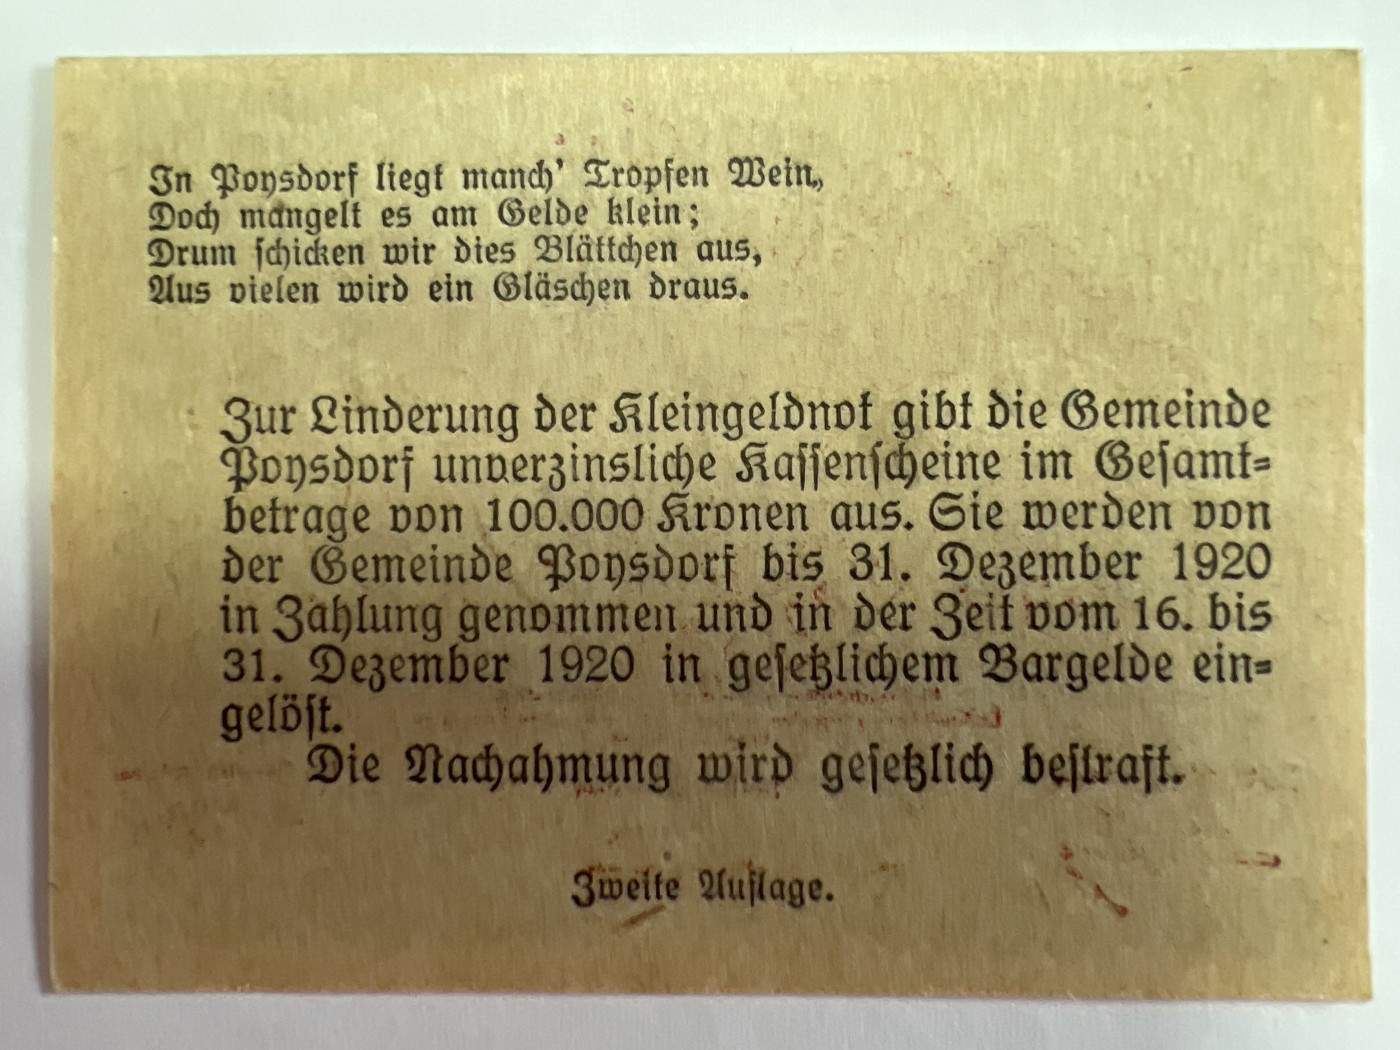 In Poysdorf liegt manch' Tropfen Wein,
Doch mangelt es am Gelde klein;
Drum schicken wir dies Blättchen aus,
Aus vielen wird ein Gläschen draus.
Zur Linderung der Kleingeldnot gibt die Gemeinde
Poysdorf unverzinsliche Kassenscheine im Gesamt=
betrage von 100.000 Kronen aus. Sie werden von
der Gemeinde Poysdorf bis 31. Dezember 1920
in Zahlung genommen und in der Zeit vom 16. bis
31. Dezember 1920 in gesetzlichem Bargelde ein=
gelöst.
Die Nachahmung wird gesetzlich bestraft.
Zweite Auflage.